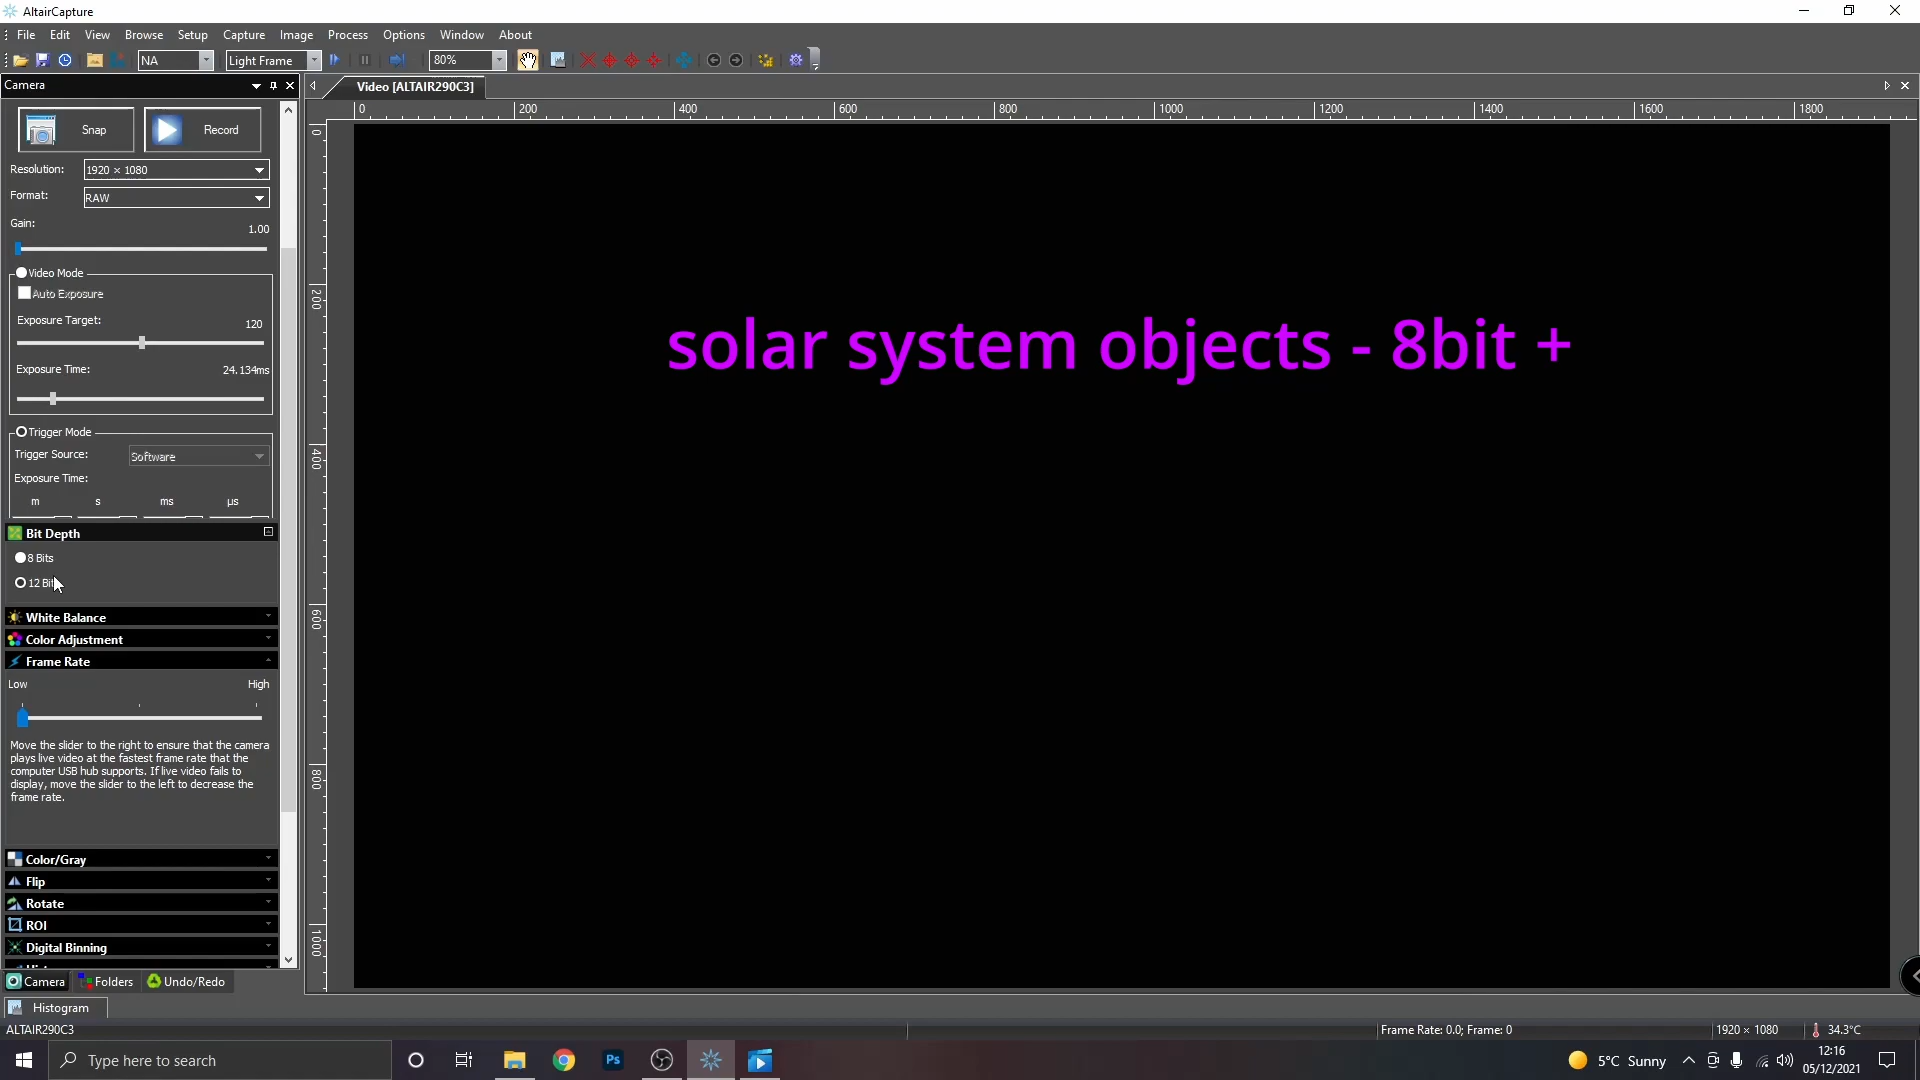 AltairCapture
File Edit View Browse Setup Capture Image Process Options Window About
NA Light Frame 80%
Camera
Video [ALTAIR290C3]
0 200 400 600 800 1000 1200 1400 1600 1800
Snap Record
Resolution: 1920 × 1080
Format: RAW
Gain: 1.00
Video Mode
Auto Exposure
Exposure Target: 120
Exposure Time: 24.134ms
Trigger Mode
Trigger Source: Software
Exposure Time:
m s ms µs
Bit Depth
8 Bits
12 Bit
White Balance
Color Adjustment
Frame Rate
Low High
Move the slider to the right to ensure that the camera
plays live video at the fastest frame rate that the
computer USB hub supports. If live video fails to
display, move the slider to the left to decrease the
frame rate.
Color/Gray
Flip
Rotate
ROI
Digital Binning
0
200
400
600
800
1000
solar system objects - 8bit +
Camera Folders Undo/Redo
Histogram
ALTAIR290C3 Frame Rate: 0.0; Frame: 0 1920 × 1080 34.3°C
Type here to search
Ps
5°C Sunny
12:16
05/12/2021